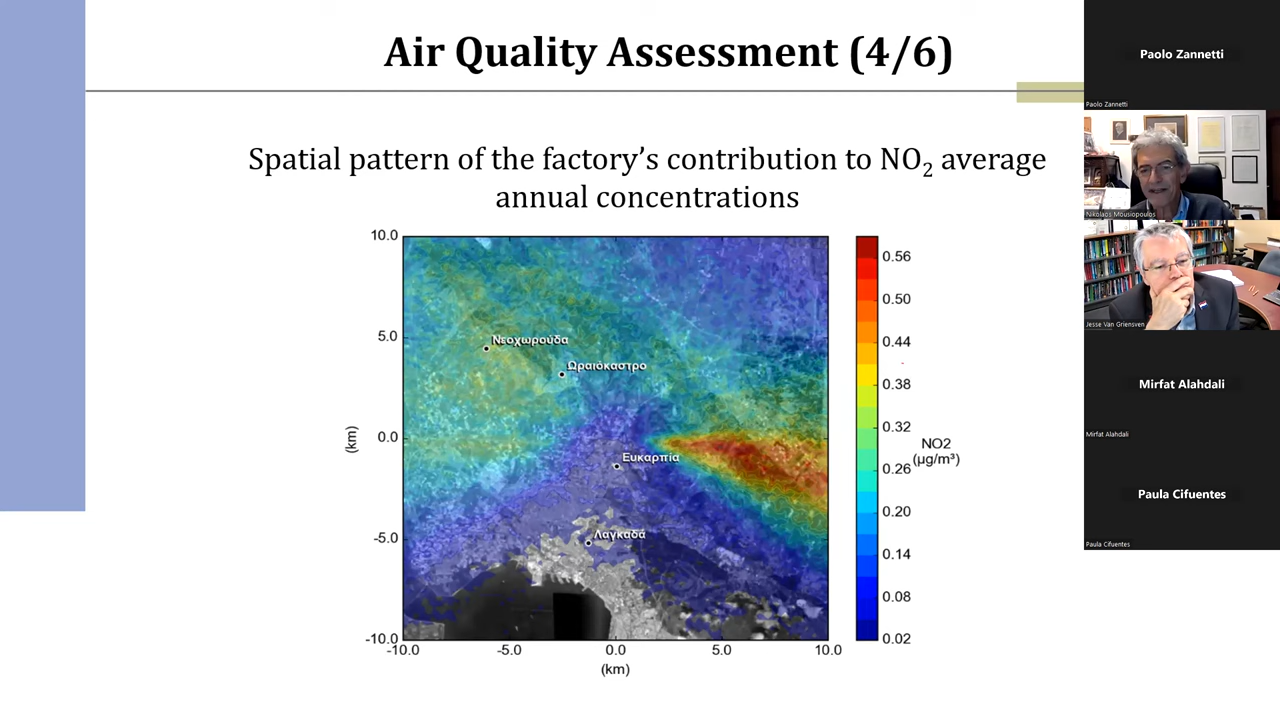 Air Quality Assessment (4/6)
Spatial pattern of the factory's contribution to NO₂ average
annual concentrations
10.0
5.0
0.0
-5.0
-10.0
(km)
-10.0
-5.0
0.0
5.0
10.0
(km)
Νεοχωρούδα
Ωραιόκαστρο
Ευκαρπία
Λαγκαδά
0.56
0.50
0.44
0.38
0.32
0.26
0.20
0.14
0.08
0.02
NO2
(µg/m³)
Paolo Zannetti
Paolo Zannetti
Nikolaos Mousiopoulos
Jesse Van Griensven
Mirfat Alahdali
Mirfat Alahdali
Paula Cifuentes
Paula Cifuentes